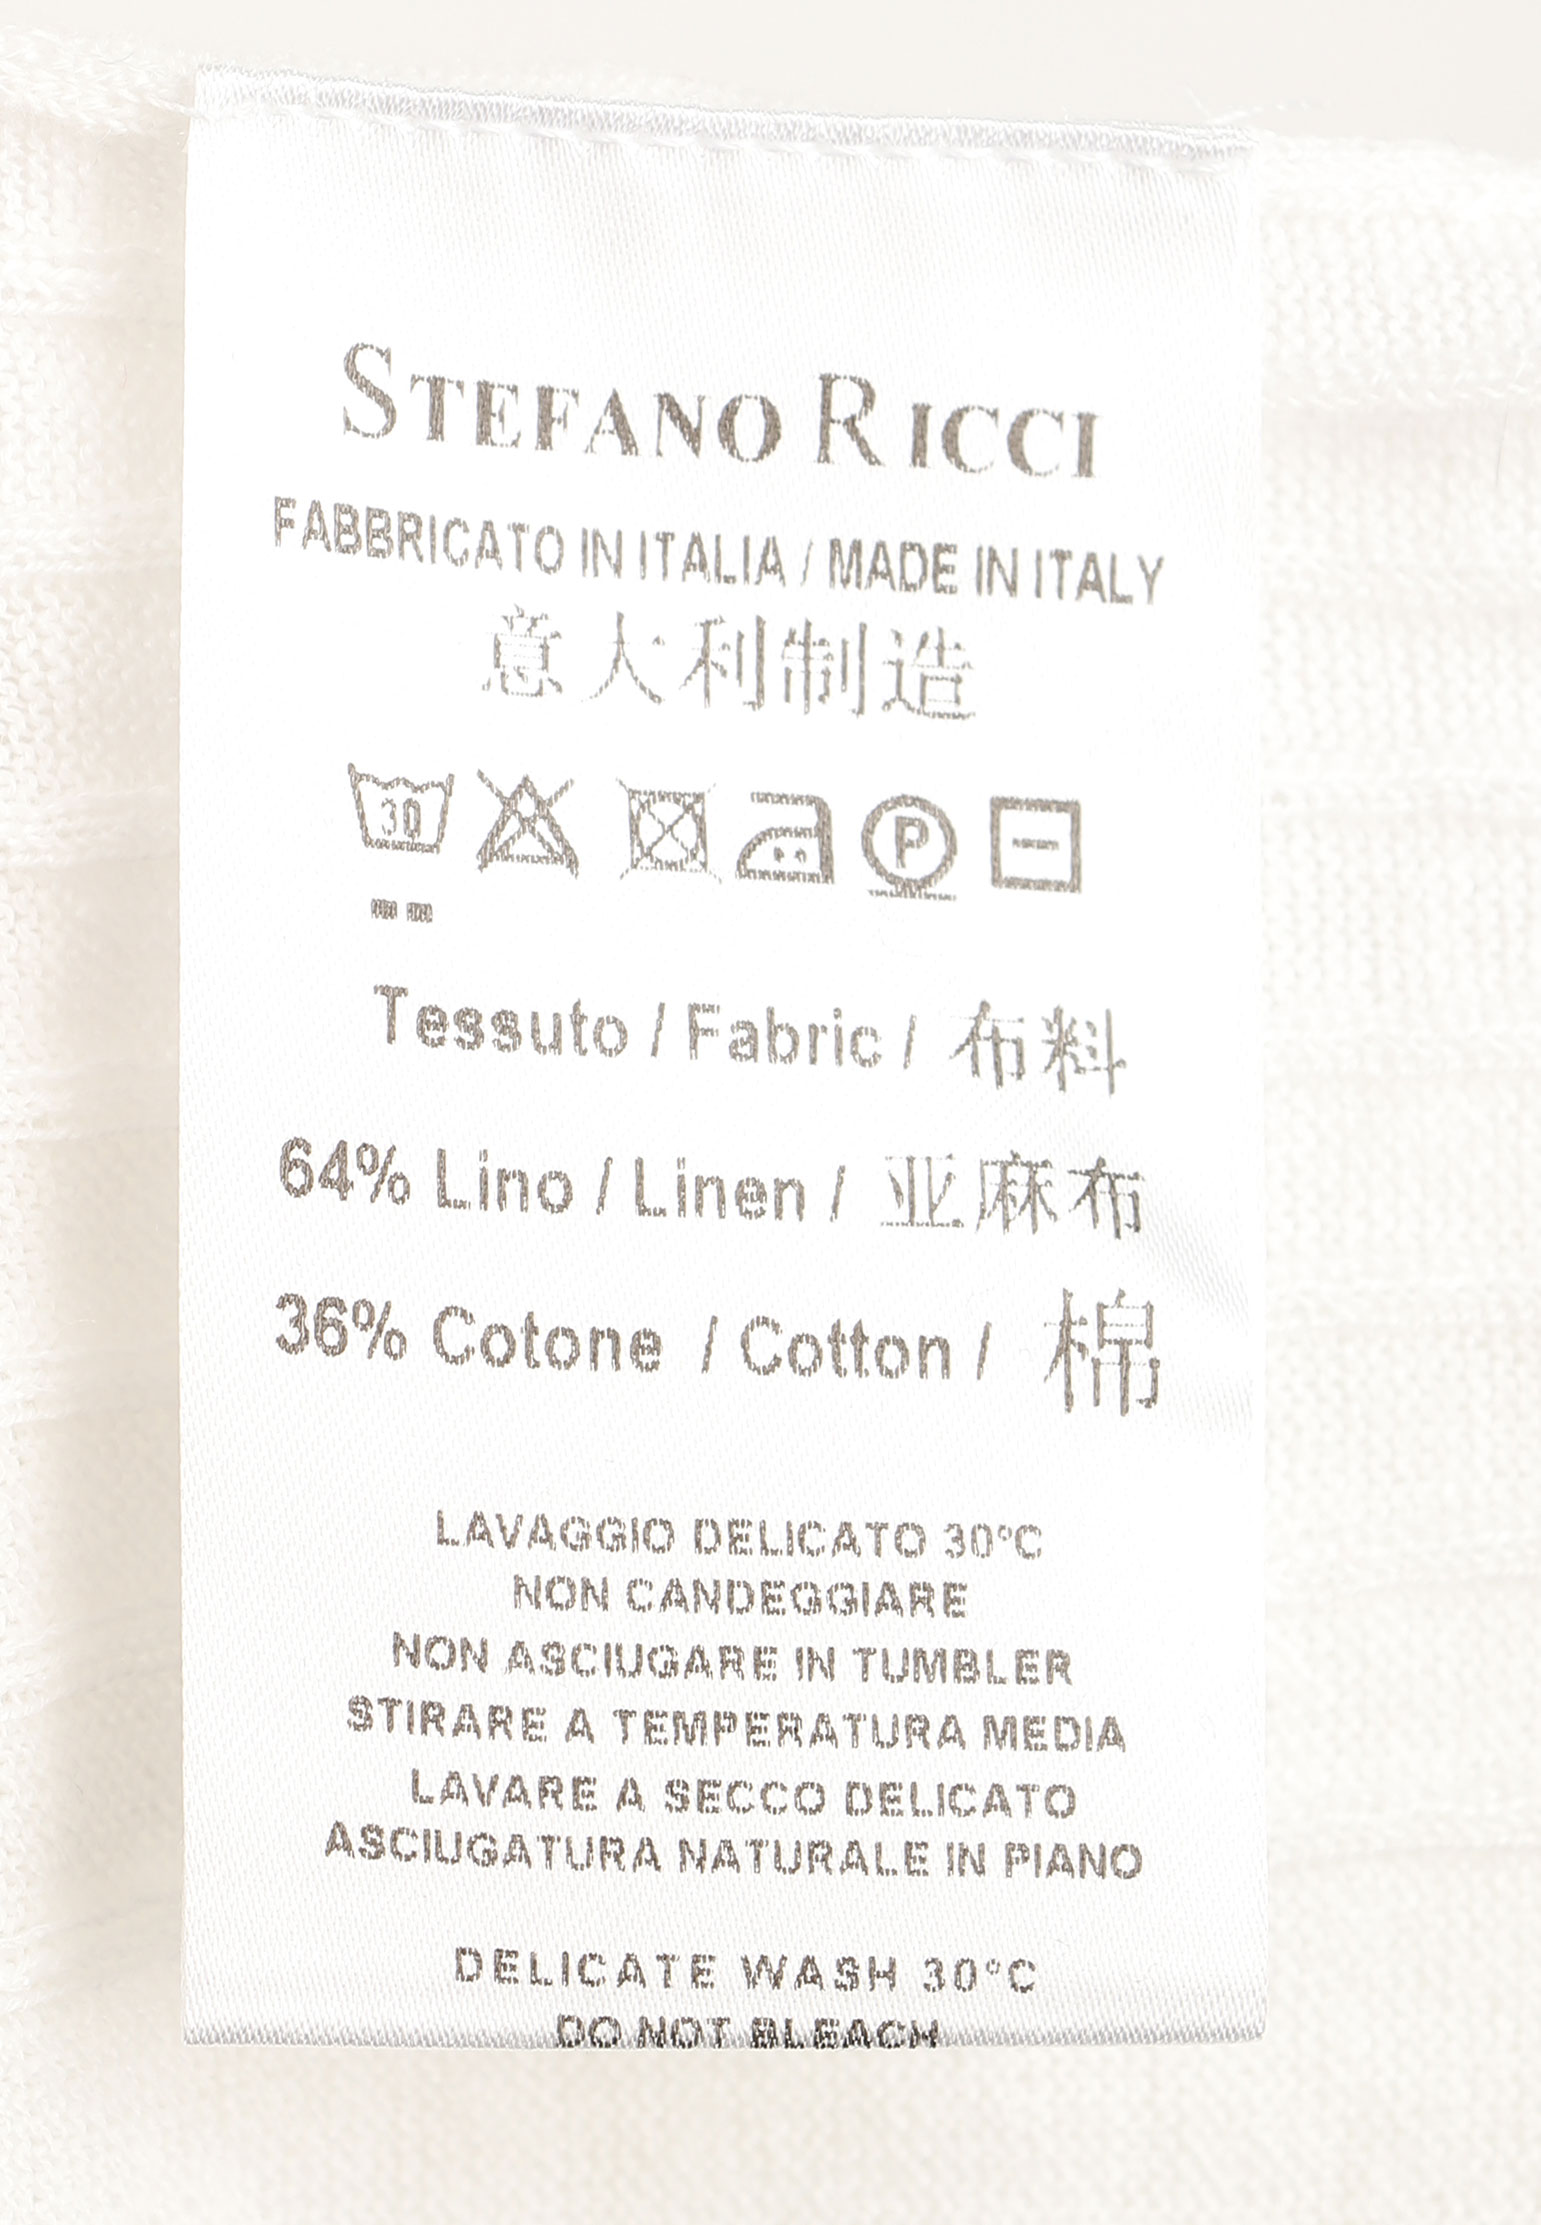 STEFANO RICCI
FABBRICATO IN ITALIA / MADE IN ITALY
意大利制造
30
P
Tessuto / Fabric / 布料
64% Lino / Linen / 亚麻布
36% Cotone / Cotton / 棉
LAVAGGIO DELICATO 30°C
NON CANDEGGIARE
NON ASCIUGARE IN TUMBLER
STIRARE A TEMPERATURA MEDIA
LAVARE A SECCO DELICATO
ASCIUGATURA NATURALE IN PIANO
DELICATE WASH 30°C
DO NOT BLEACH